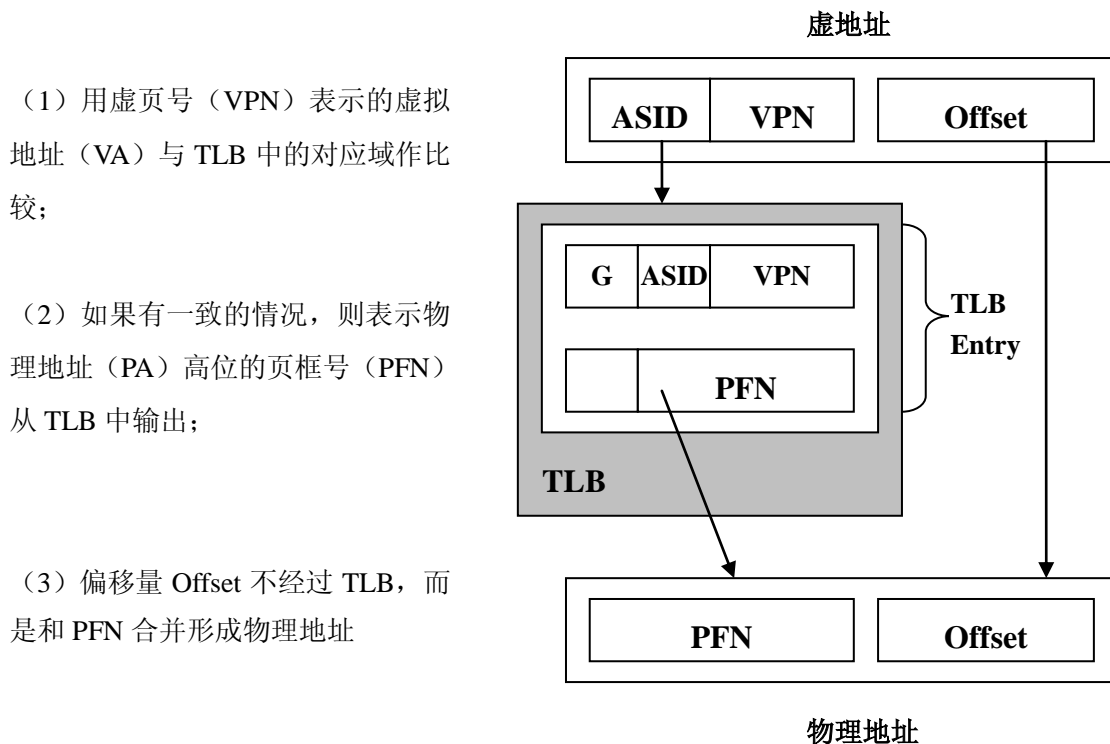 虚地址
（1）用虚页号（VPN）表示的虚拟
地址（VA）与 TLB 中的对应域作比
较；
ASID VPN Offset
G ASID VPN
（2）如果有一致的情况，则表示物
理地址（PA）高位的页框号（PFN）
从 TLB 中输出；
TLB
Entry
PFN
TLB
（3）偏移量 Offset 不经过 TLB，而
是和 PFN 合并形成物理地址
PFN Offset
物理地址